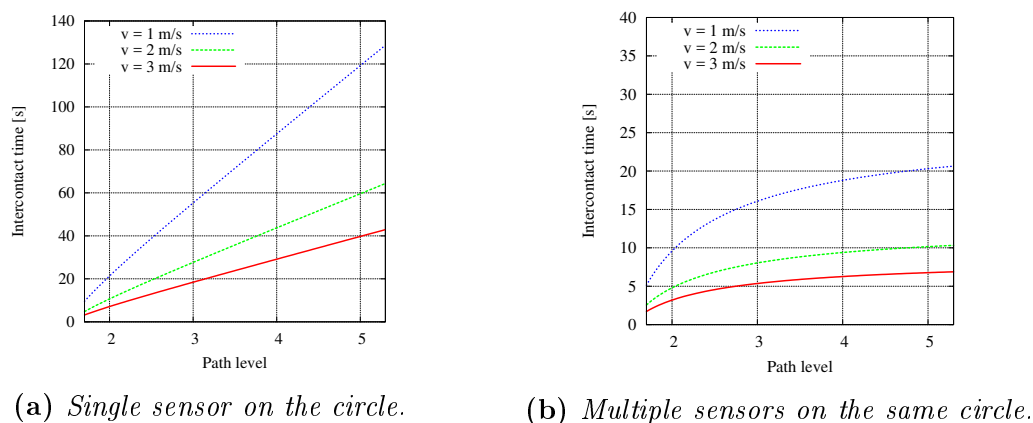 140
120
100
80
60
40
20
0
2
3
4
5
Intercontact time [s]
Path level
v = 1 m/s
v = 2 m/s
v = 3 m/s
(a) Single sensor on the circle.
40
35
30
25
20
15
10
5
0
2
3
4
5
Intercontact time [s]
Path level
v = 1 m/s
v = 2 m/s
v = 3 m/s
(b) Multiple sensors on the same circle.